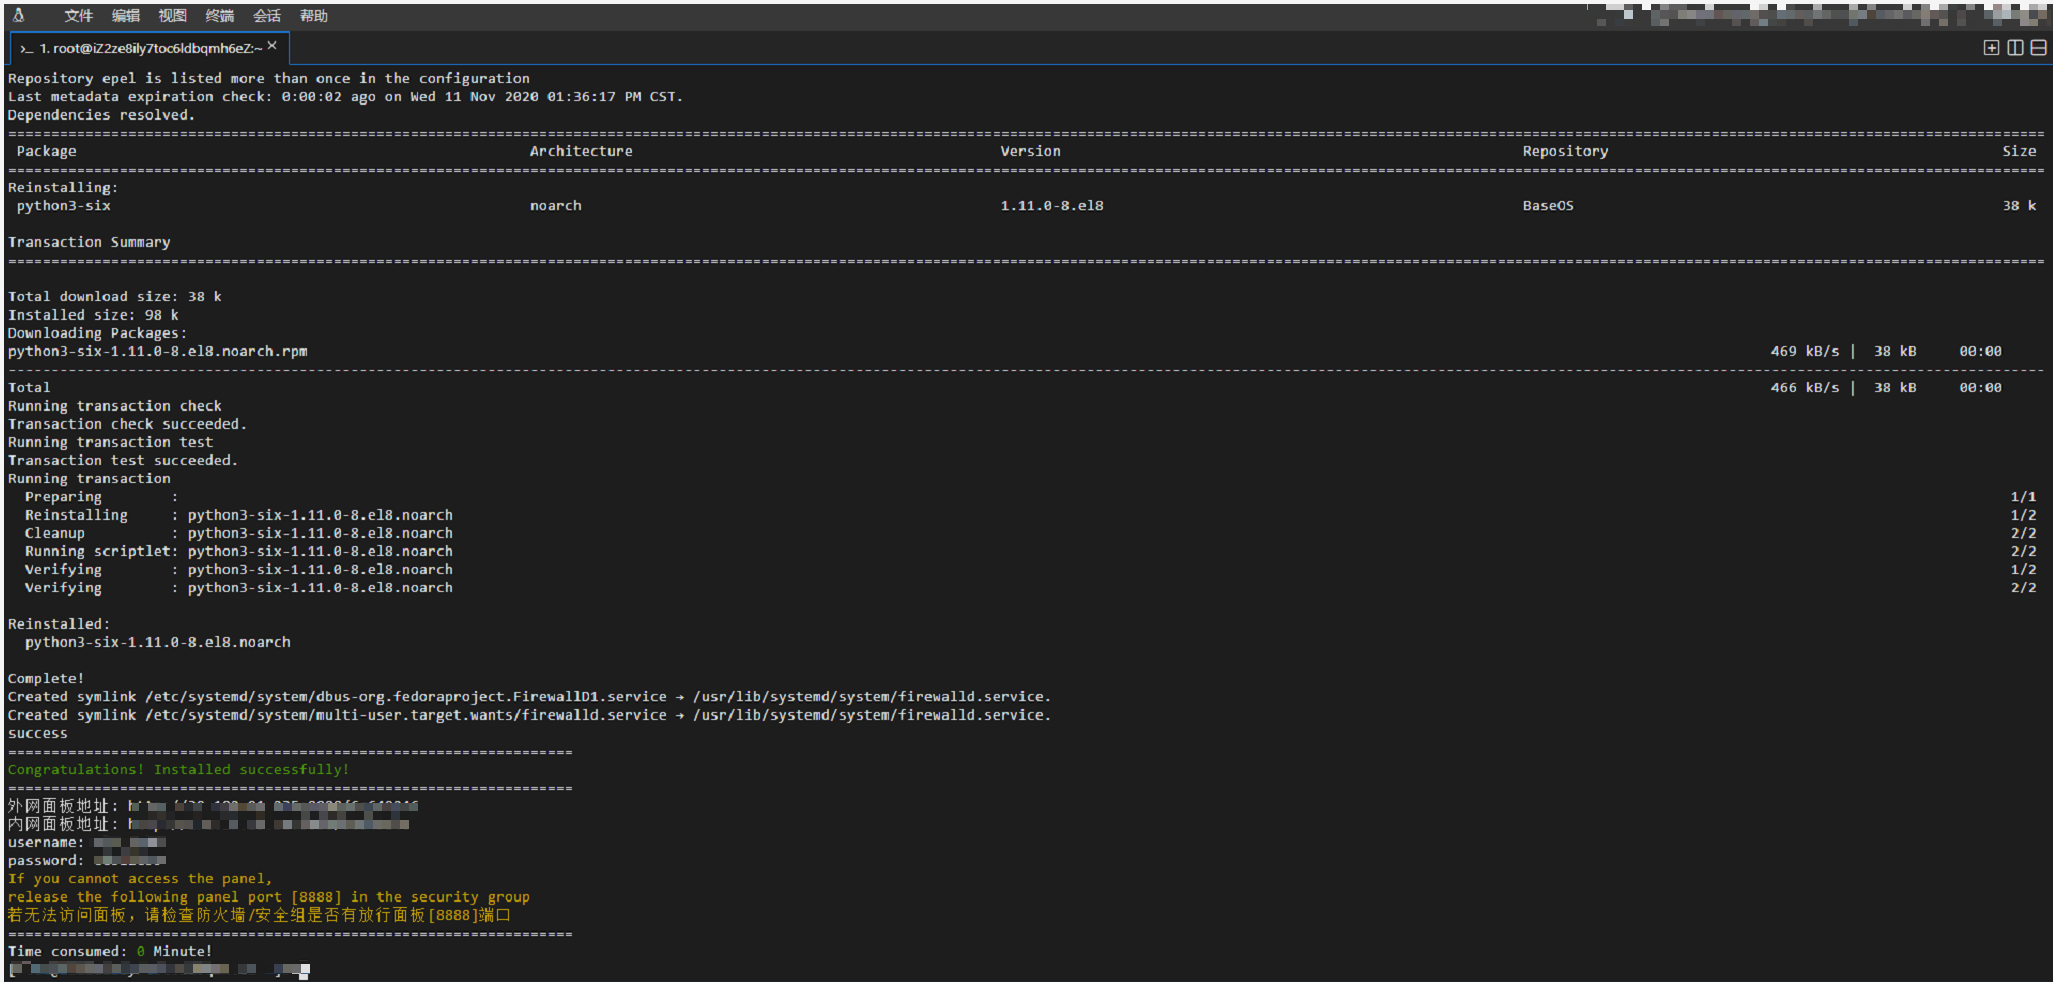 文件 编辑 视图 终端 会话 帮助
>_ 1. root@iZ2ze8ily7toc6ldbqmh6eZ:~ ×
Repository epel is listed more than once in the configuration
Last metadata expiration check: 0:00:02 ago on Wed 11 Nov 2020 01:36:17 PM CST.
Dependencies resolved.
Package Architecture Version Repository Size
Reinstalling:
python3-six noarch 1.11.0-8.el8 BaseOS 38 k
Transaction Summary
Total download size: 38 k
Installed size: 98 k
Downloading Packages:
python3-six-1.11.0-8.el8.noarch.rpm 469 kB/s | 38 kB 00:00
Total 466 kB/s | 38 kB 00:00
Running transaction check
Transaction check succeeded.
Running transaction test
Transaction test succeeded.
Running transaction
Preparing : 1/1
Reinstalling : python3-six-1.11.0-8.el8.noarch 1/2
Cleanup : python3-six-1.11.0-8.el8.noarch 2/2
Running scriptlet: python3-six-1.11.0-8.el8.noarch 2/2
Verifying : python3-six-1.11.0-8.el8.noarch 1/2
Verifying : python3-six-1.11.0-8.el8.noarch 2/2
Reinstalled:
python3-six-1.11.0-8.el8.noarch
Complete!
Created symlink /etc/systemd/system/dbus-org.fedoraproject.FirewallD1.service → /usr/lib/systemd/system/firewalld.service.
Created symlink /etc/systemd/system/multi-user.target.wants/firewalld.service → /usr/lib/systemd/system/firewalld.service.
success
Congratulations! Installed successfully!
外网面板地址:
内网面板地址:
username:
password:
If you cannot access the panel,
release the following panel port [8888] in the security group
若无法访问面板，请检查防火墙/安全组是否有放行面板[8888]端口
Time consumed: 0 Minute!